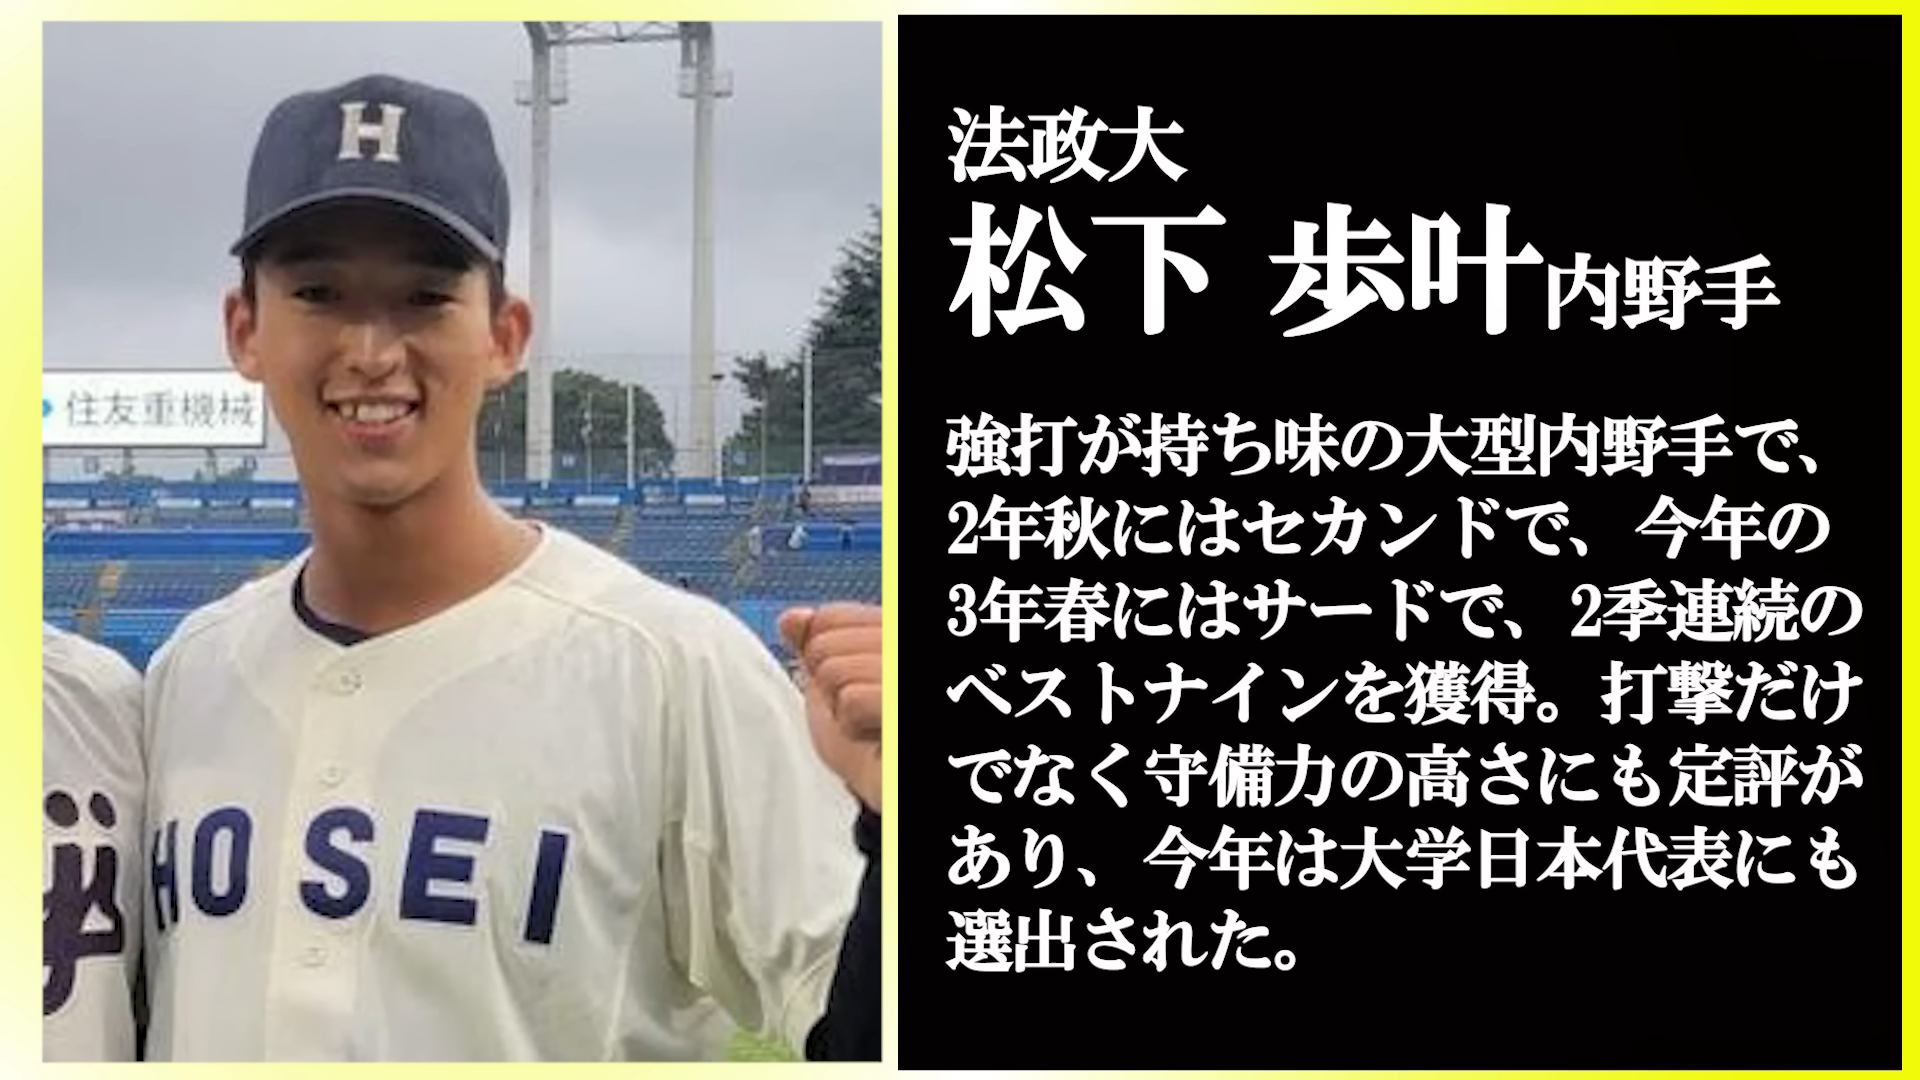 法政大
松下 歩叶内野手
強打が持ち味の大型内野手で、
2年秋にはセカンドで、今年の
3年春にはサードで、2季連続の
ベストナインを獲得。打撃だけ
でなく守備力の高さにも定評が
あり、今年は大学日本代表にも
選出された。
H
住友重機械
HOSEI